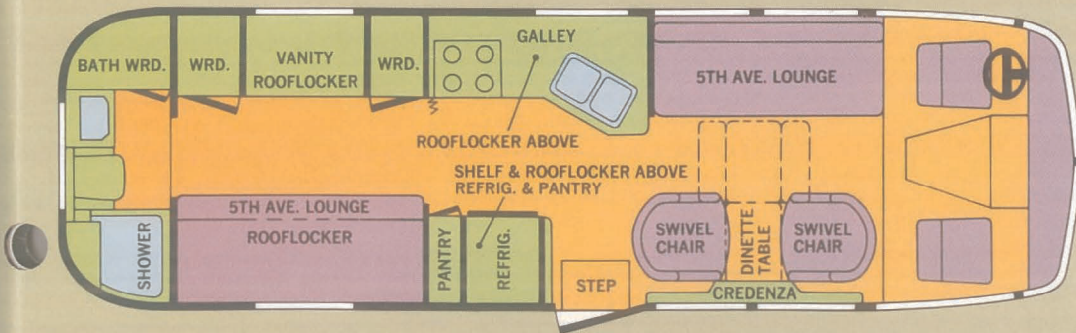 GALLEY
BATH WRD.
WRD.
VANITY
ROOFLOCKER
WRD.
5TH AVE. LOUNGE
ROOFLOCKER ABOVE
SHELF & ROOFLOCKER ABOVE
REFRIG. & PANTRY
5TH AVE. LOUNGE
ROOFLOCKER
SHOWER
PANTRY
REFRIG.
STEP
SWIVEL
CHAIR
DINETTE
TABLE
SWIVEL
CHAIR
CREDENZA